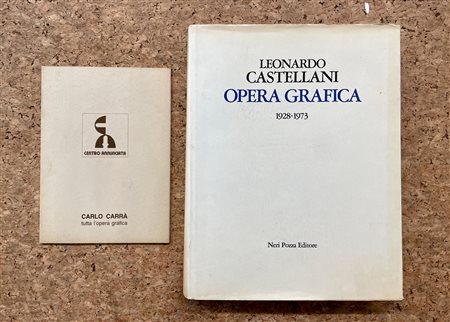 CENTRO ANNUNCIATA
CARLO CARRÀ
tutta l'opera grafica
LEONARDO
CASTELLANI
OPERA GRAFICA
1928-1973
Neri Pozza Editore